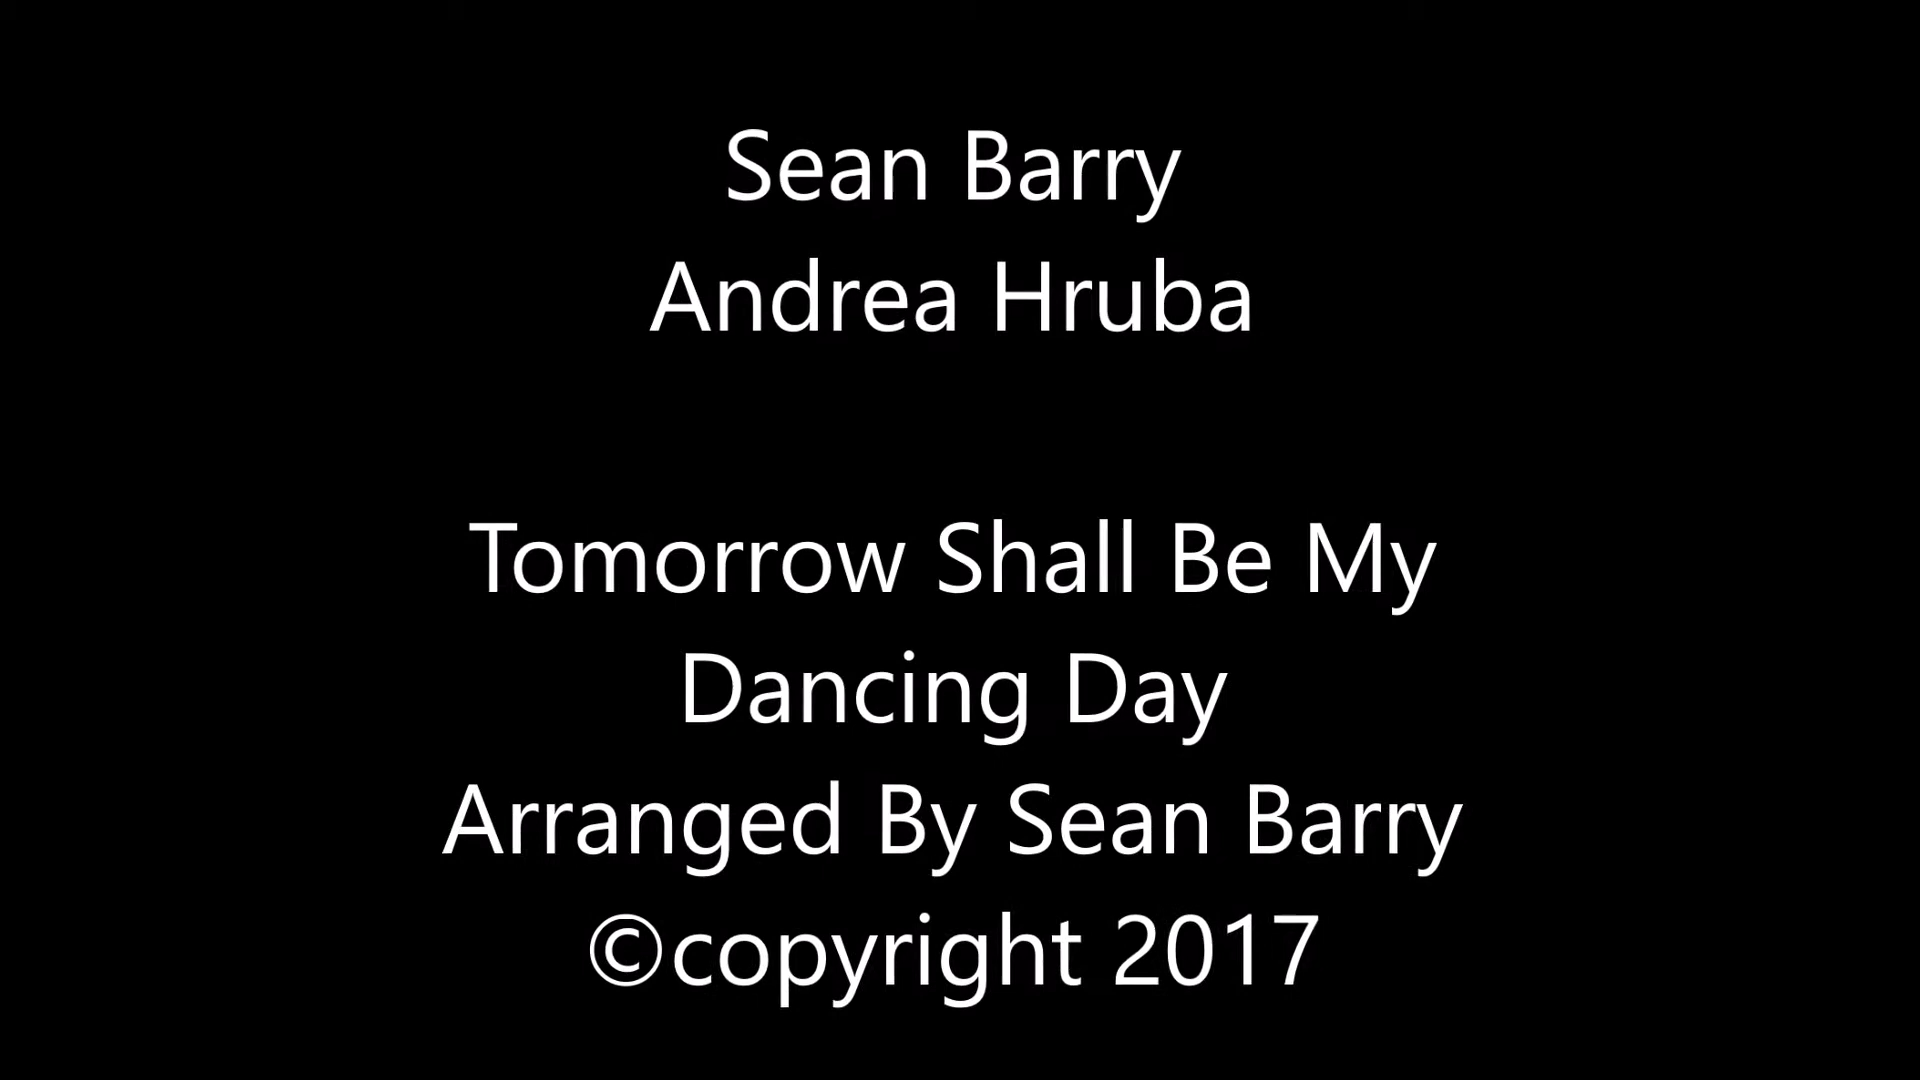 Sean Barry
Andrea Hruba
Tomorrow Shall Be My
Dancing Day
Arranged By Sean Barry
©copyright 2017